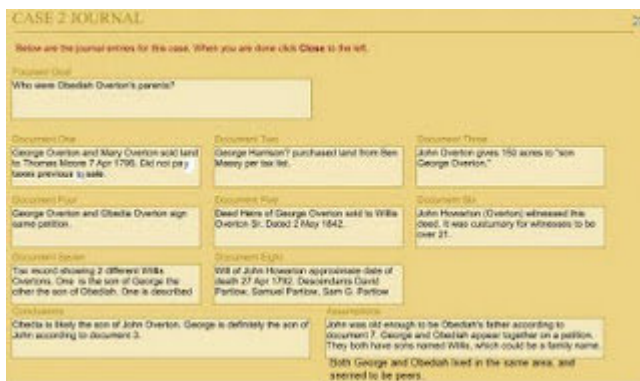 CASE 2 JOURNAL
Below are the journal entries for this case. When you are done click Close to the left.
Focused Goal
Who were Obediah Overton's parents?
Document One
Document Two
Document Three
George Overton and Mary Overton sold land
to Thomas Moore 7 Apr 1795. Did not pay
taxes previous to sale.
George Harrison? purchased land from Ben
Massy per tax list.
John Overton gives 150 acres to "son
George Overton."
Document Four
Document Five
Document Six
George Overton and Obedia Overton sign
same petition.
Deed Heirs of George Overton sold to Willis
Overton Sr. Dated 2 May 1842.
John Howarton (Overton) witnessed this
deed. It was customary for witnesses to be
over 21.
Document Seven
Document Eight
Tax record showing 2 different Willis
Overtons. One is the son of George the
other the son of Obediah. One is described
Will of John Howarton approximate date of
death 27 Apr 1792. Descendants David
Partlow, Samuel Partlow, Sam G. Partlow
Conclusions
Assumptions
Obedia is likely the son of John Overton. George is definitely the son of
John according to document 3.
John was old enough to be Obediah's father according to
document 7. George and Obediah appear together on a petition.
They both have sons named Willis, which could be a family name.
Both George and Obediah lived in the same area, and
seemed to be peers.